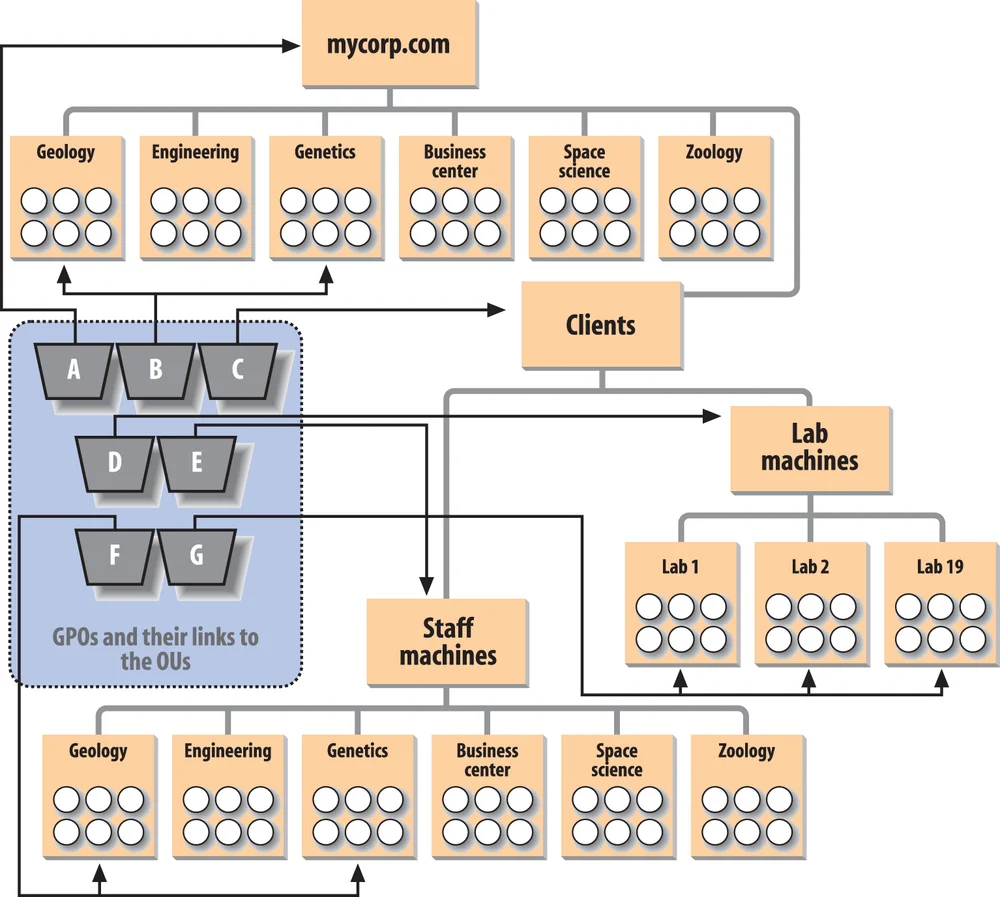 mycorp.com
Geology
Engineering
Genetics
Business
center
Space
science
Zoology
Clients
A
B
C
D
E
F
G
GPOs and their links to
the OUs
Lab
machines
Lab 1
Lab 2
Lab 19
Staff
machines
Geology
Engineering
Genetics
Business
center
Space
science
Zoology